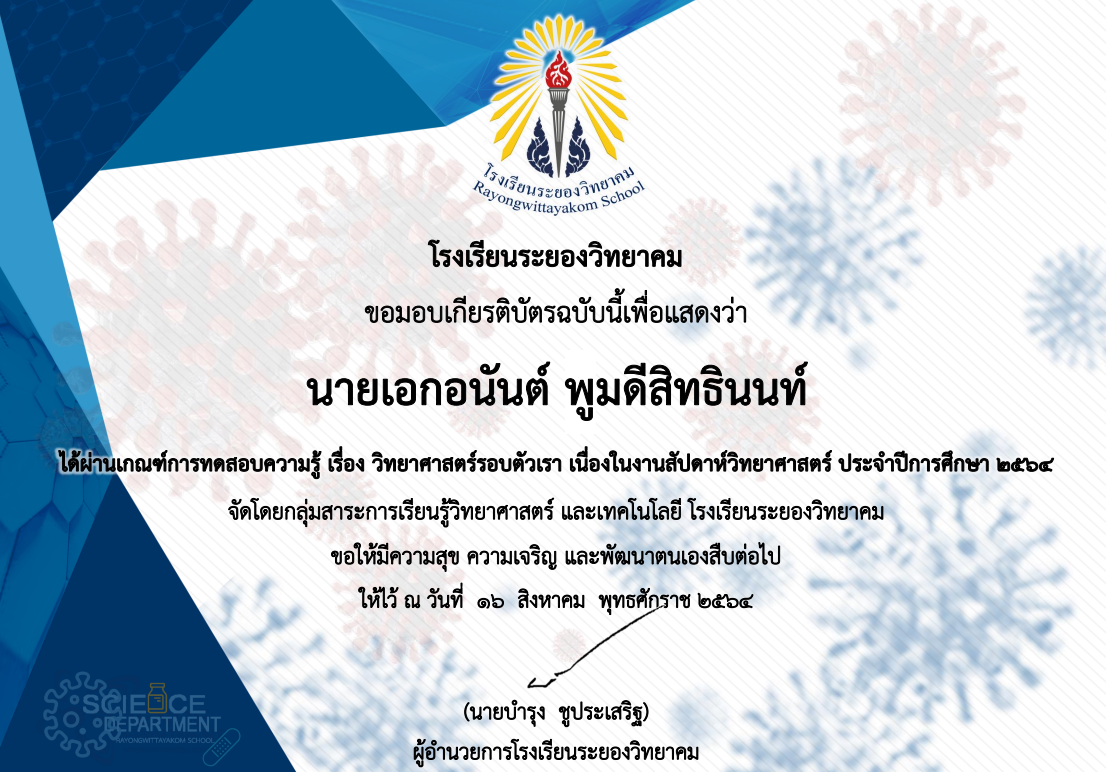 โรงเรียนระยองวิทยาคม
Rayongwittayakom School
โรงเรียนระยองวิทยาคม
ขอมอบเกียรติบัตรฉบับนี้เพื่อแสดงว่า
นายเอกอนันต์ พูมดีสิทธินนท์
ได้ผ่านเกณฑ์การทดสอบความรู้ เรื่อง วิทยาศาสตร์รอบตัวเรา เนื่องในงานสัปดาห์วิทยาศาสตร์ ประจำปีการศึกษา ๒๕๖๔
จัดโดยกลุ่มสาระการเรียนรู้วิทยาศาสตร์ และเทคโนโลยี โรงเรียนระยองวิทยาคม
ขอให้มีความสุข ความเจริญ และพัฒนาตนเองสืบต่อไป
ให้ไว้ ณ วันที่ ๑๖ สิงหาคม พุทธศักราช ๒๕๖๔
(นายบำรุง ชูประเสริฐ)
ผู้อำนวยการโรงเรียนระยองวิทยาคม
SCIENCE
DEPARTMENT
RAYONGWITTAYAKOM SCHOOL